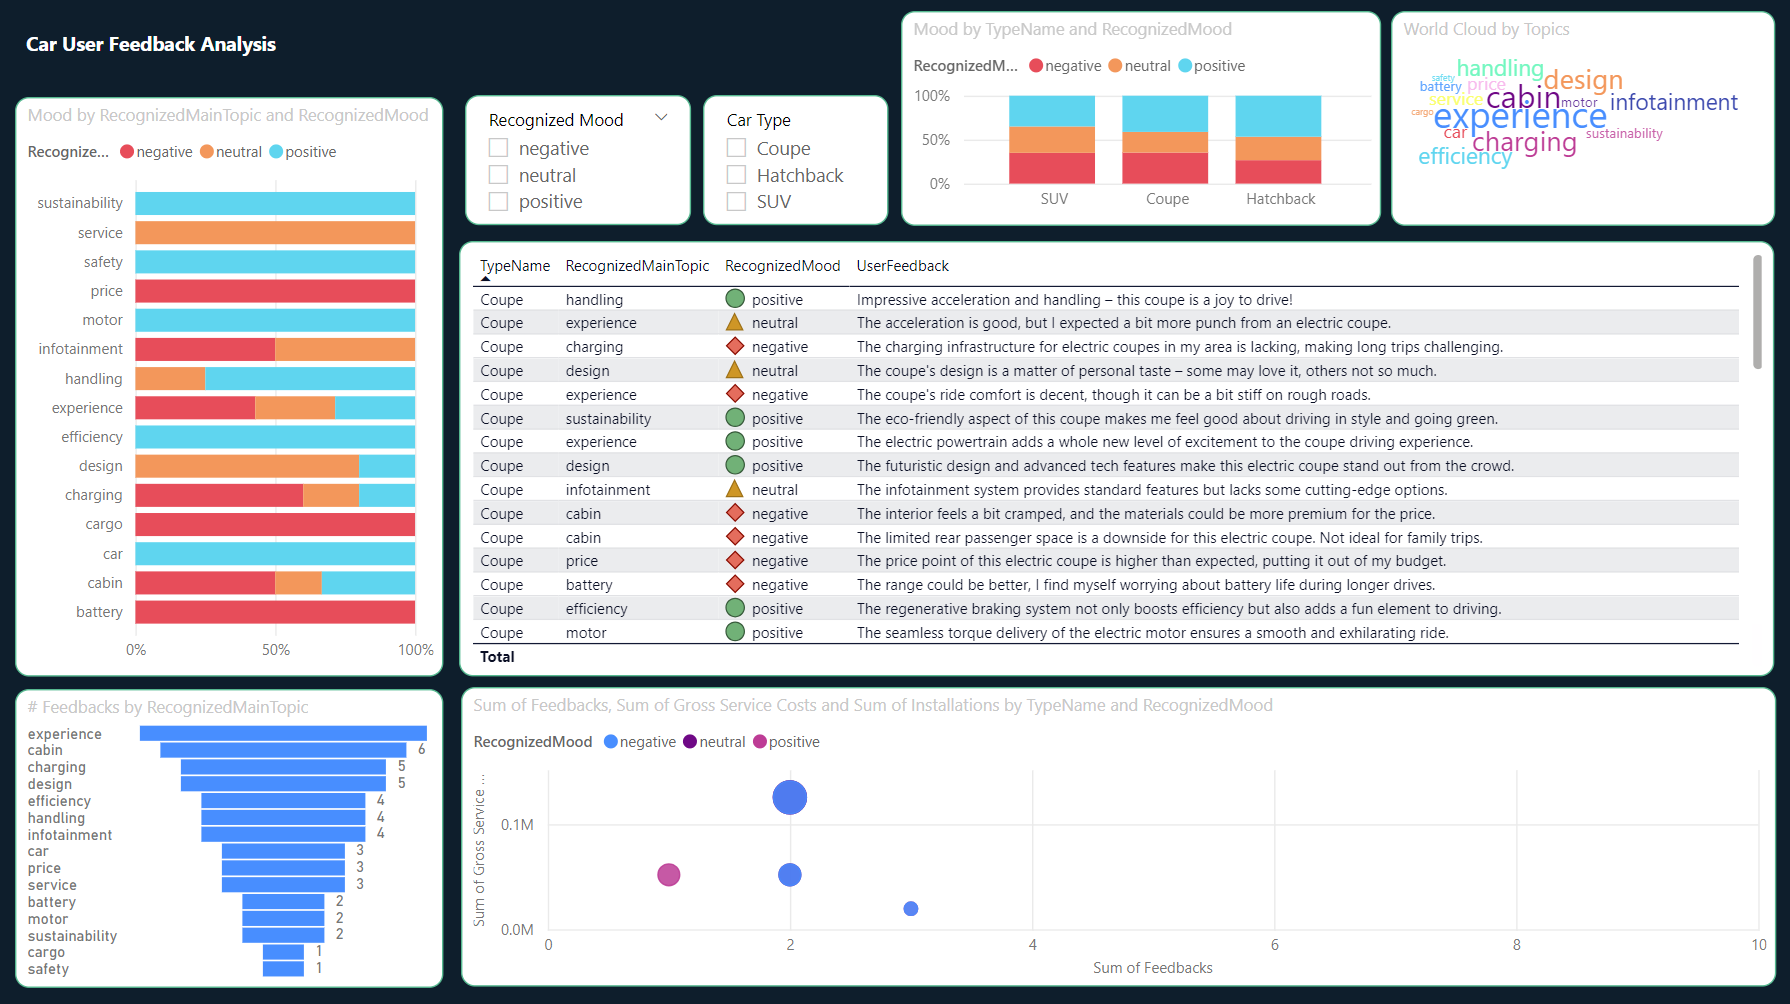 Car User Feedback Analysis
Mood by RecognizedMainTopic and RecognizedMood
Recognize... negative neutral positive
sustainability
service
safety
price
motor
infotainment
handling
experience
efficiency
design
charging
cargo
car
cabin
battery
0% 50% 100%
Recognized Mood
negative
neutral
positive
Car Type
Coupe
Hatchback
SUV
Mood by TypeName and RecognizedMood
RecognizedM... negative neutral positive
100%
50%
0%
SUV Coupe Hatchback
World Cloud by Topics
handling
safety
design
battery price
service cabin motor infotainment
cargo experience
car charging sustainability
efficiency
TypeName RecognizedMainTopic RecognizedMood UserFeedback
Coupe handling positive Impressive acceleration and handling – this coupe is a joy to drive!
Coupe experience neutral The acceleration is good, but I expected a bit more punch from an electric coupe.
Coupe charging negative The charging infrastructure for electric coupes in my area is lacking, making long trips challenging.
Coupe design neutral The coupe's design is a matter of personal taste – some may love it, others not so much.
Coupe experience negative The coupe's ride comfort is decent, though it can be a bit stiff on rough roads.
Coupe sustainability positive The eco-friendly aspect of this coupe makes me feel good about driving in style and going green.
Coupe experience positive The electric powertrain adds a whole new level of excitement to the coupe driving experience.
Coupe design positive The futuristic design and advanced tech features make this electric coupe stand out from the crowd.
Coupe infotainment neutral The infotainment system provides standard features but lacks some cutting-edge options.
Coupe cabin negative The interior feels a bit cramped, and the materials could be more premium for the price.
Coupe cabin negative The limited rear passenger space is a downside for this electric coupe. Not ideal for family trips.
Coupe price negative The price point of this electric coupe is higher than expected, putting it out of my budget.
Coupe battery negative The range could be better, I find myself worrying about battery life during longer drives.
Coupe efficiency positive The regenerative braking system not only boosts efficiency but also adds a fun element to driving.
Coupe motor positive The seamless torque delivery of the electric motor ensures a smooth and exhilarating ride.
Total
# Feedbacks by RecognizedMainTopic
experience
cabin 6
charging 5
design 5
efficiency 4
handling 4
infotainment 4
car 3
price 3
service 3
battery 2
motor 2
sustainability 2
cargo 1
safety 1
Sum of Feedbacks, Sum of Gross Service Costs and Sum of Installations by TypeName and RecognizedMood
RecognizedMood negative neutral positive
Sum of Gross Service ...
0.1M
0.0M
0 2 4 6 8 10
Sum of Feedbacks